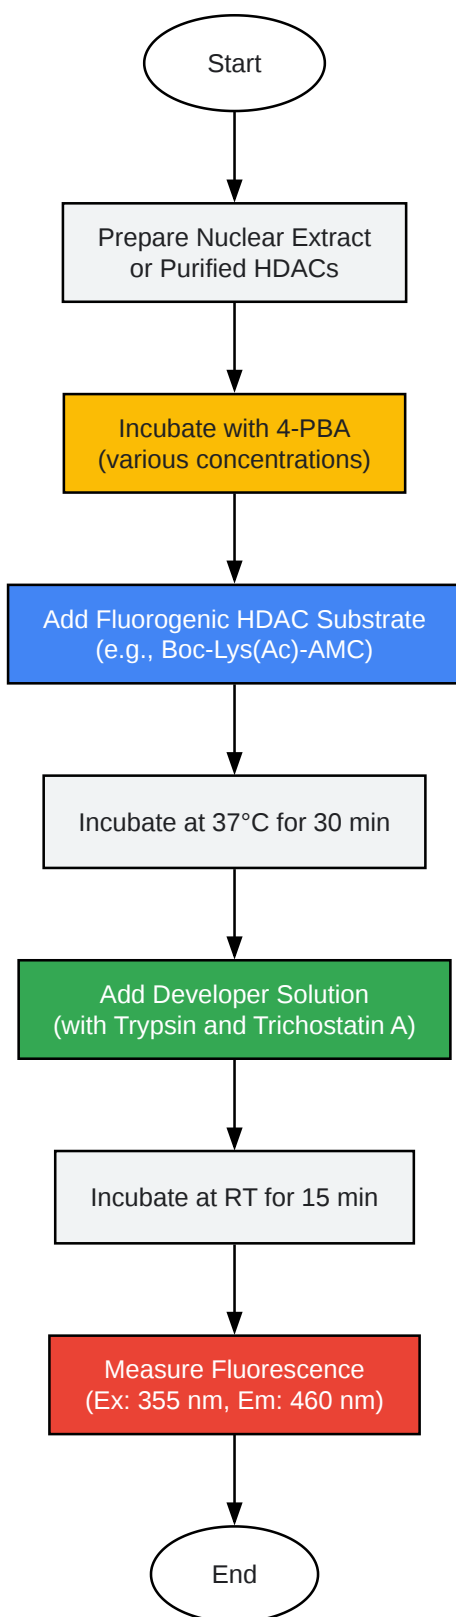 Start
Prepare Nuclear Extract
or Purified HDACs
Incubate with 4-PBA
(various concentrations)
Add Fluorogenic HDAC Substrate
(e.g., Boc-Lys(Ac)-AMC)
Incubate at 37°C for 30 min
Add Developer Solution
(with Trypsin and Trichostatin A)
Incubate at RT for 15 min
Measure Fluorescence
(Ex: 355 nm, Em: 460 nm)
End